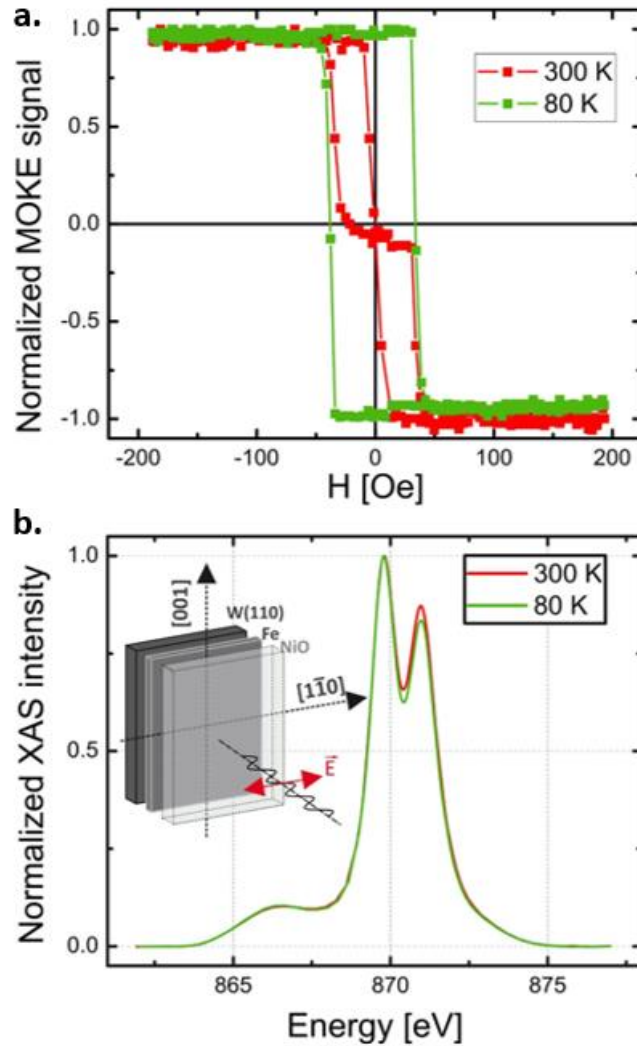 a.
Normalized MOKE signal
1.0
0.5
0.0
-0.5
-1.0
300 K
80 K
-200
-100
0
100
200
H [Oe]
b.
Normalized XAS intensity
1.0
0.5
0.0
300 K
80 K
[001]
W(110)
Fe
NiO
[11̄0]
E⃗
865
870
875
Energy [eV]